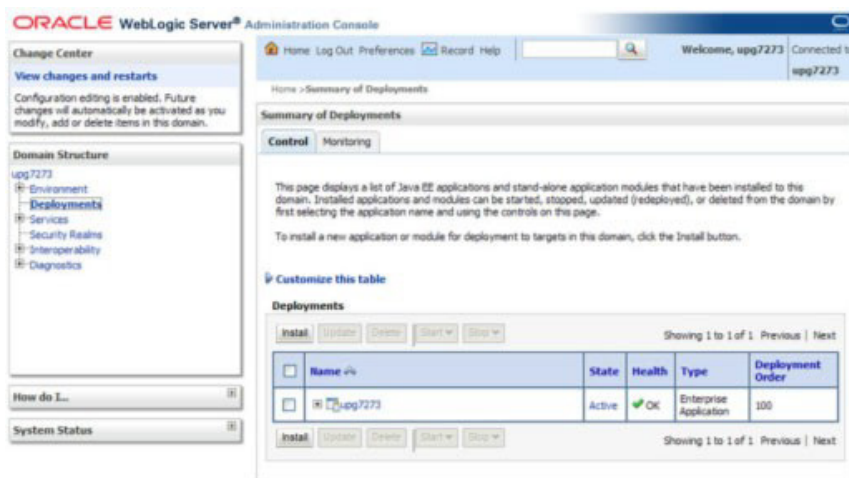 ORACLE WebLogic Server® Administration Console
Change Center
View changes and restarts
Configuration editing is enabled. Future
changes will automatically be activated as you
modify, add or delete items in this domain.
Domain Structure
upg7273
Environment
Deployments
Services
Security Realms
Interoperability
Diagnostics
How do I...
System Status
Home Log Out Preferences Record Help
Welcome, upg7273
Connected t
upg7273
Home >Summary of Deployments
Summary of Deployments
Control Monitoring
This page displays a list of Java EE applications and stand-alone application modules that have been installed to this
domain. Installed applications and modules can be started, stopped, updated (redeployed), or deleted from the domain by
first selecting the application name and using the controls on this page.
To install a new application or module for deployment to targets in this domain, click the Install button.
Customize this table
Deployments
Install Update Delete Start Stop Showing 1 to 1 of 1 Previous | Next
Name State Health Type Deployment
Order
upg7273 Active OK Enterprise
Application 100
Install Update Delete Start Stop Showing 1 to 1 of 1 Previous | Next